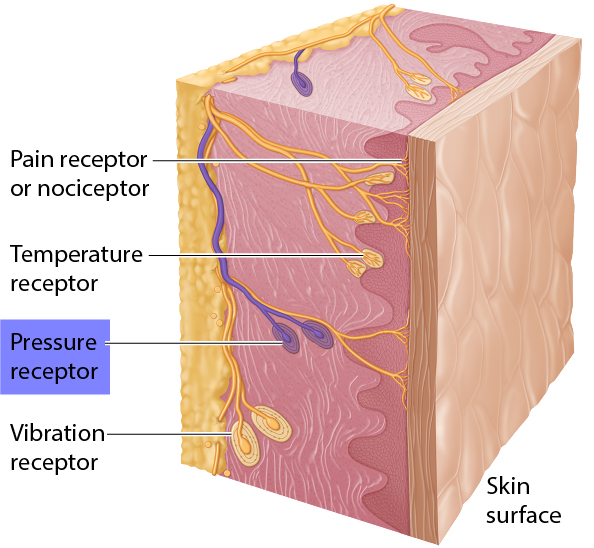 Pain receptor
or nociceptor
Temperature
receptor
Pressure
receptor
Vibration
receptor
Skin
surface